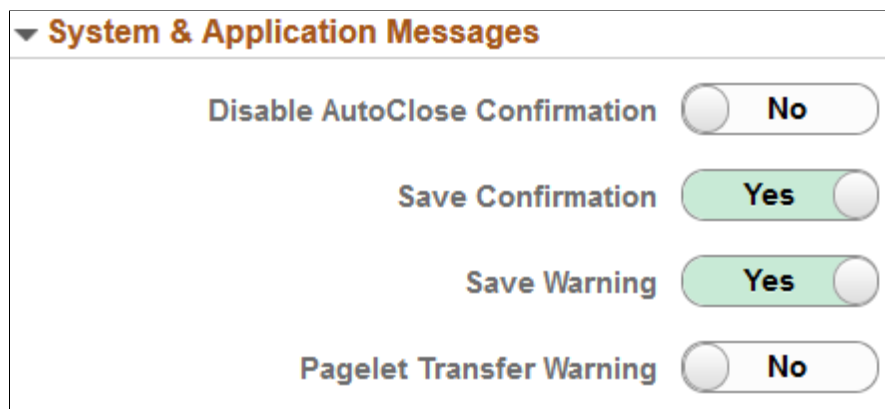 System & Application Messages
Disable AutoClose Confirmation No
Save Confirmation Yes
Save Warning Yes
Pagelet Transfer Warning No